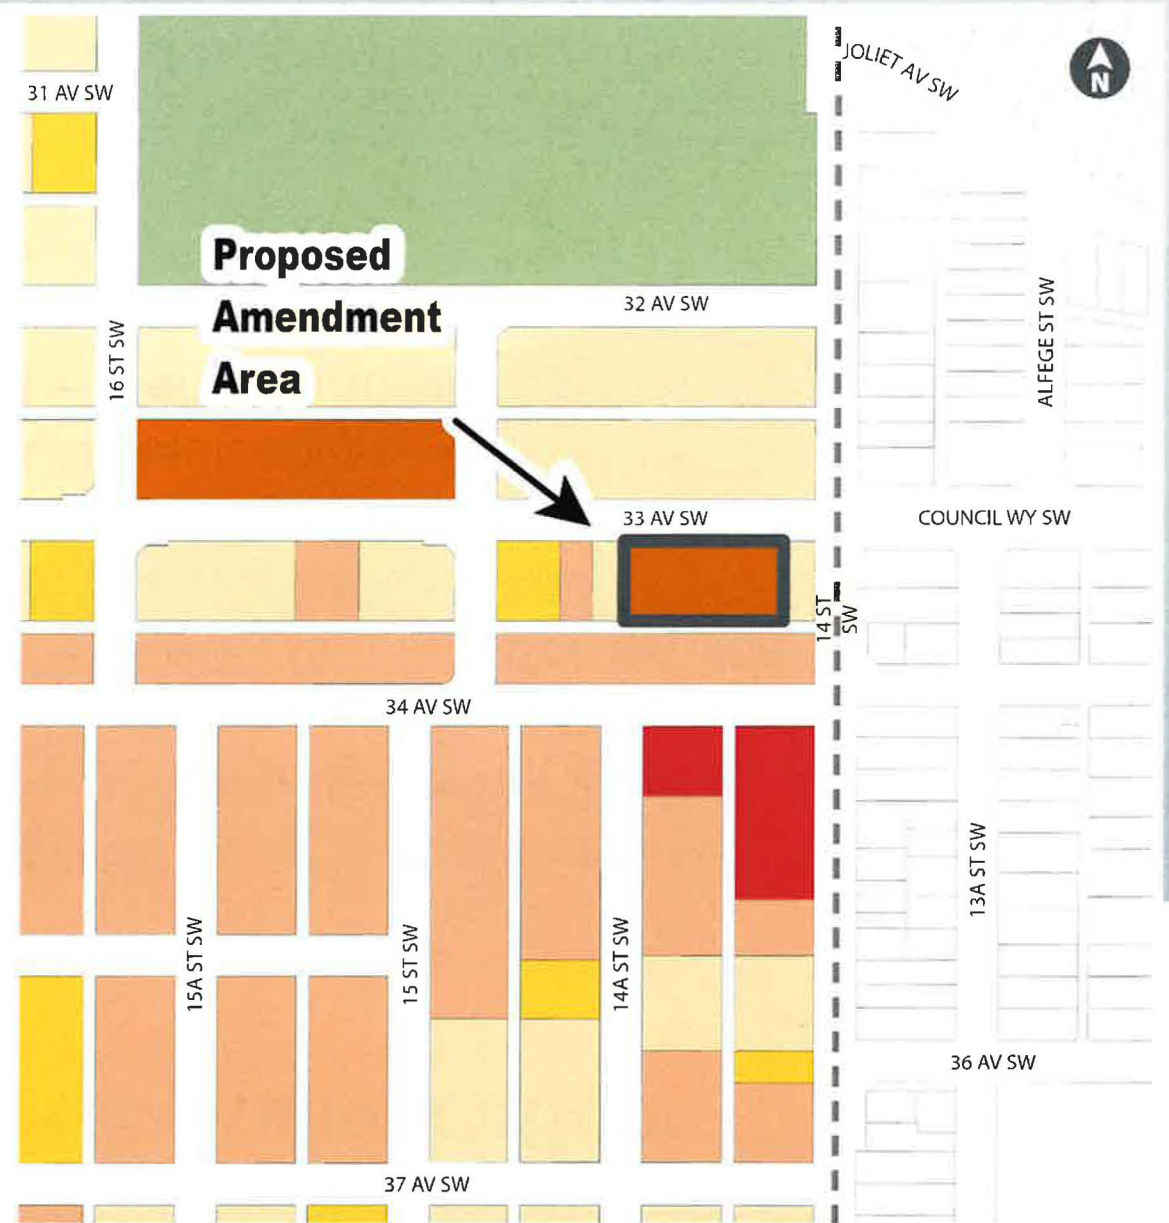 JOLIET AV SW
N
31 AV SW
Proposed
Amendment
Area
32 AV SW
16 ST SW
ALFEGE ST SW
33 AV SW
COUNCIL WY SW
14 ST
SW
34 AV SW
15A ST SW
15 ST SW
14A ST SW
13A ST SW
36 AV SW
37 AV SW